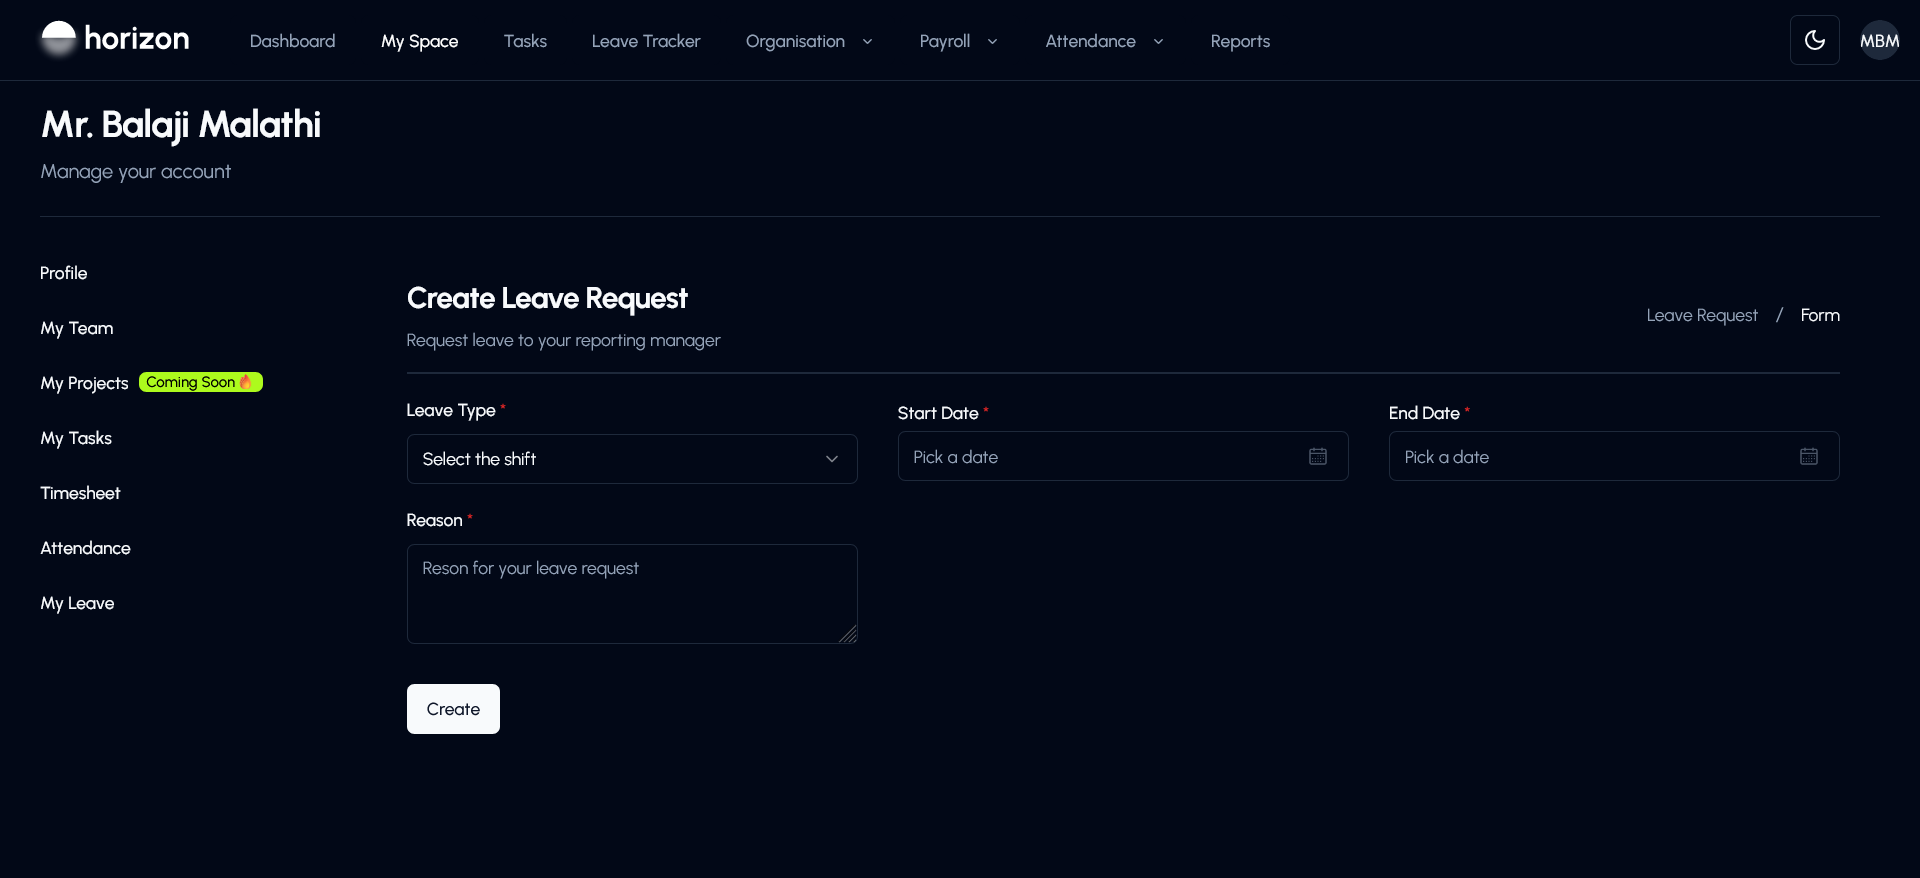 horizon
Dashboard
My Space
Tasks
Leave Tracker
Organisation
Payroll
Attendance
Reports
MBM
Mr. Balaji Malathi
Manage your account
Profile
My Team
My Projects Coming Soon🔥
My Tasks
Timesheet
Attendance
My Leave
Create Leave Request
Request leave to your reporting manager
Leave Request / Form
Leave Type *
Select the shift
Start Date *
Pick a date
End Date *
Pick a date
Reason *
Reson for your leave request
Create